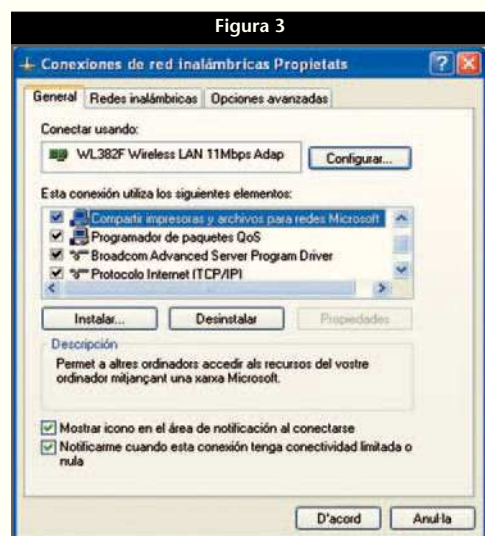 Figura 3
Conexiones de red inalámbricas Propietats
General Redes inalámbricas Opciones avanzadas
Conectar usando:
WL382F Wireless LAN 11Mbps Adap Configurar...
Esta conexión utiliza los siguientes elementos:
Compartir impresoras y archivos para redes Microsoft
Programador de paquetes QoS
Broadcom Advanced Server Program Driver
Protocolo Internet (TCP/IP)
Instalar... Desinstalar Propiedades
Descripción
Permet a altres ordinadors accedir als recursos del vostre
ordinador mitjançant una xarxa Microsoft.
Mostrar icono en el área de notificación al conectarse
Notificarme cuando esta conexión tenga conectividad limitada o
nula
D'acord Anul·la